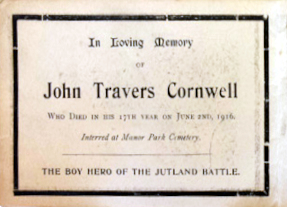 In Loving Memory
OF
John Travers Cornwell
Who Died in his 17th year on June 2nd, 1916.
Interred at Manor Park Cemetery.
THE BOY HERO OF THE JUTLAND BATTLE.